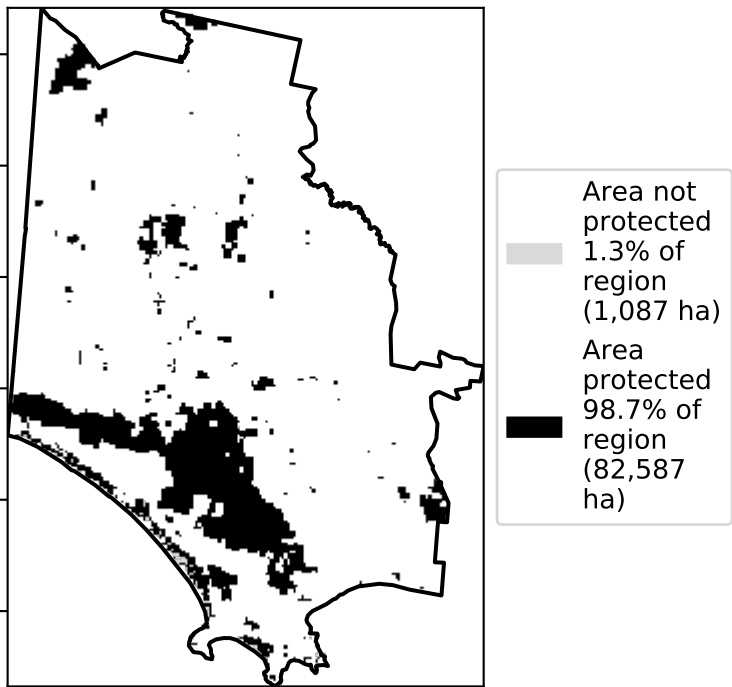 Area not
protected
1.3% of
region
(1,087 ha)
Area
protected
98.7% of
region
(82,587
ha)